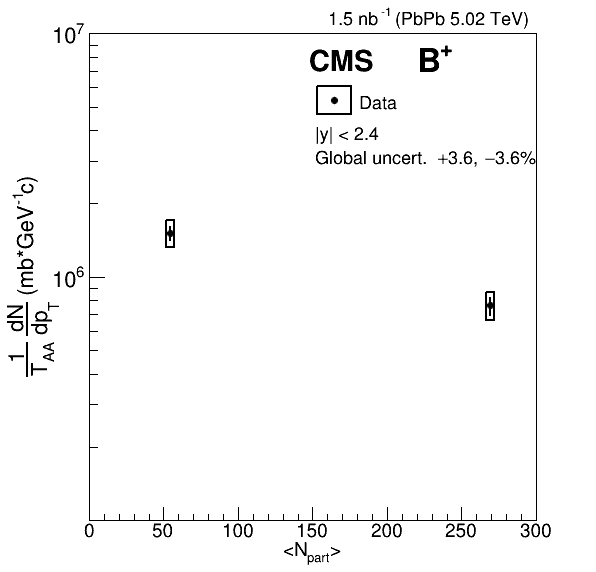 1.5 nb⁻¹ (PbPb 5.02 TeV)
10⁷
CMS B⁺
Data
|y| < 2.4
Global uncert. +3.6, −3.6%
10⁶
1/T_AA dN/dp_T (mb*GeV⁻¹c)
0 50 100 150 200 250 300
<N_part>